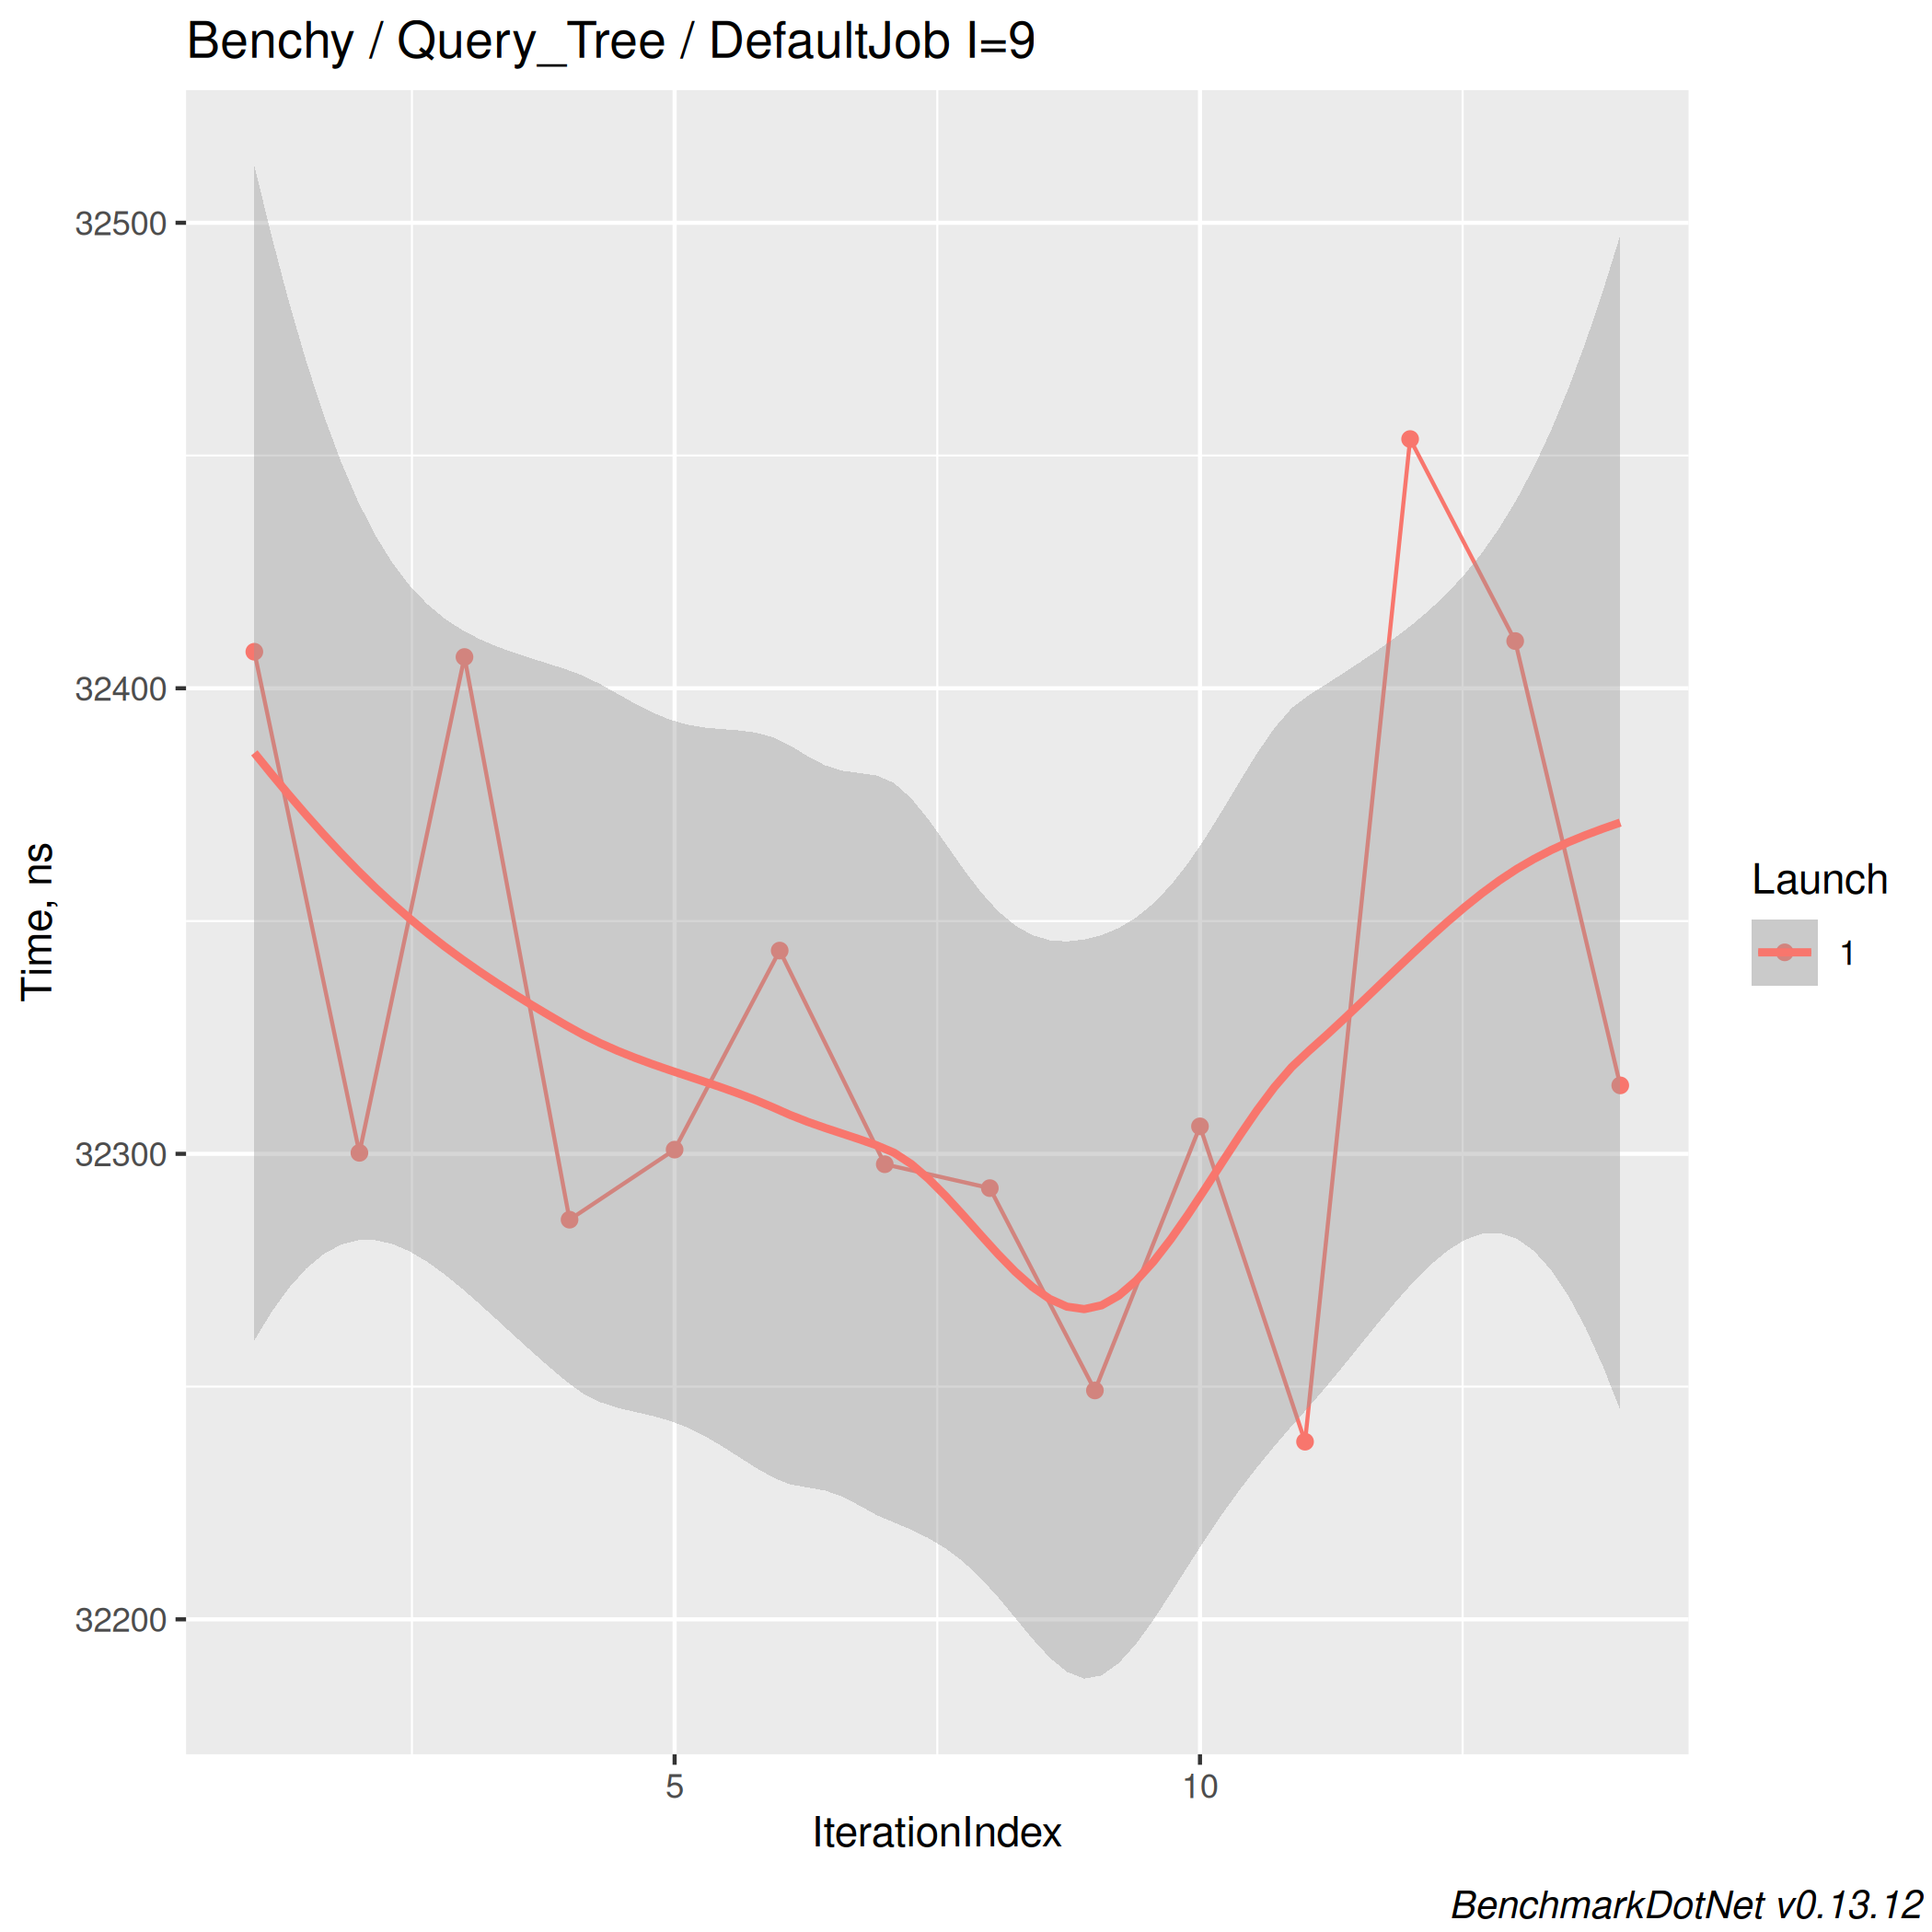 Benchy / Query_Tree / DefaultJob I=9
32500
32400
32300
32200
Time, ns
5
10
IterationIndex
Launch
1
BenchmarkDotNet v0.13.12